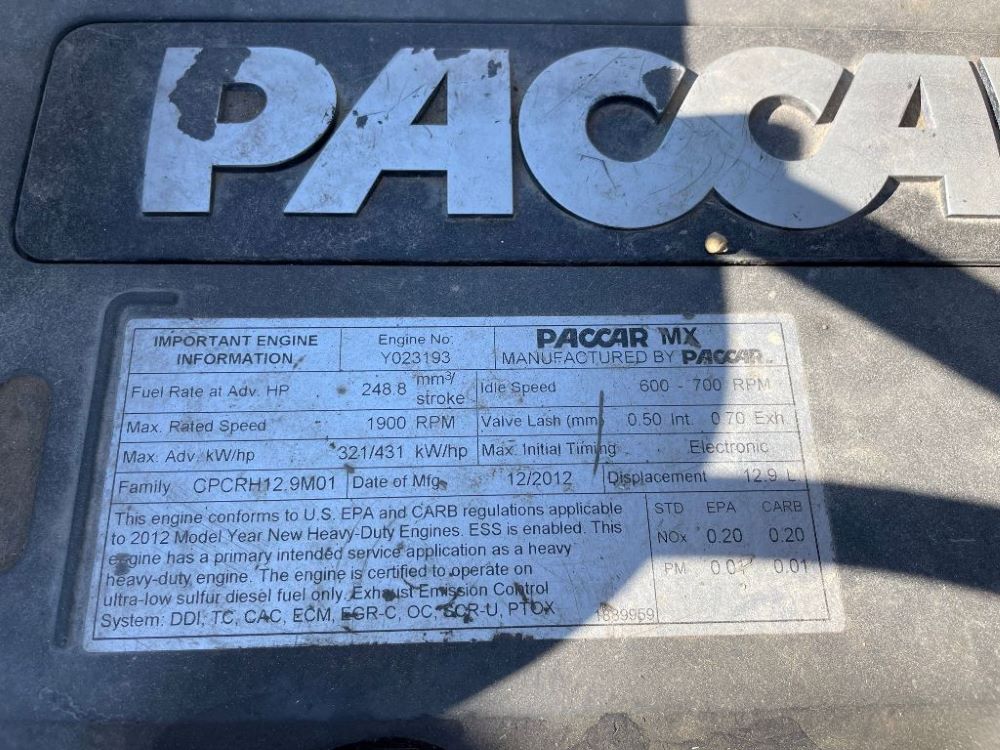 PACCA
IMPORTANT ENGINE INFORMATION
Engine No: Y023193
PACCAR MX
MANUFACTURED BY PACCAR
Fuel Rate at Adv. HP 248.8 mm³/stroke
Idle Speed 600 - 700 RPM
Max. Rated Speed 1900 RPM
Valve Lash (mm) 0.50 Int. 0.70 Exh.
Max. Adv. kW/hp 321/431 kW/hp
Max. Initial Timing Electronic
Family CPCRH12.9M01
Date of Mfg. 12/2012
Displacement 12.9 L
This engine conforms to U.S. EPA and CARB regulations applicable
to 2012 Model Year New Heavy-Duty Engines. ESS is enabled. This
engine has a primary intended service application as a heavy
heavy-duty engine. The engine is certified to operate on
ultra-low sulfur diesel fuel only. Exhaust Emission Control
System: DDI, TC, CAC, ECM, EGR-C, OC, SCR-U, PTOX
STD EPA CARB
NOx 0.20 0.20
PM 0.01 0.01